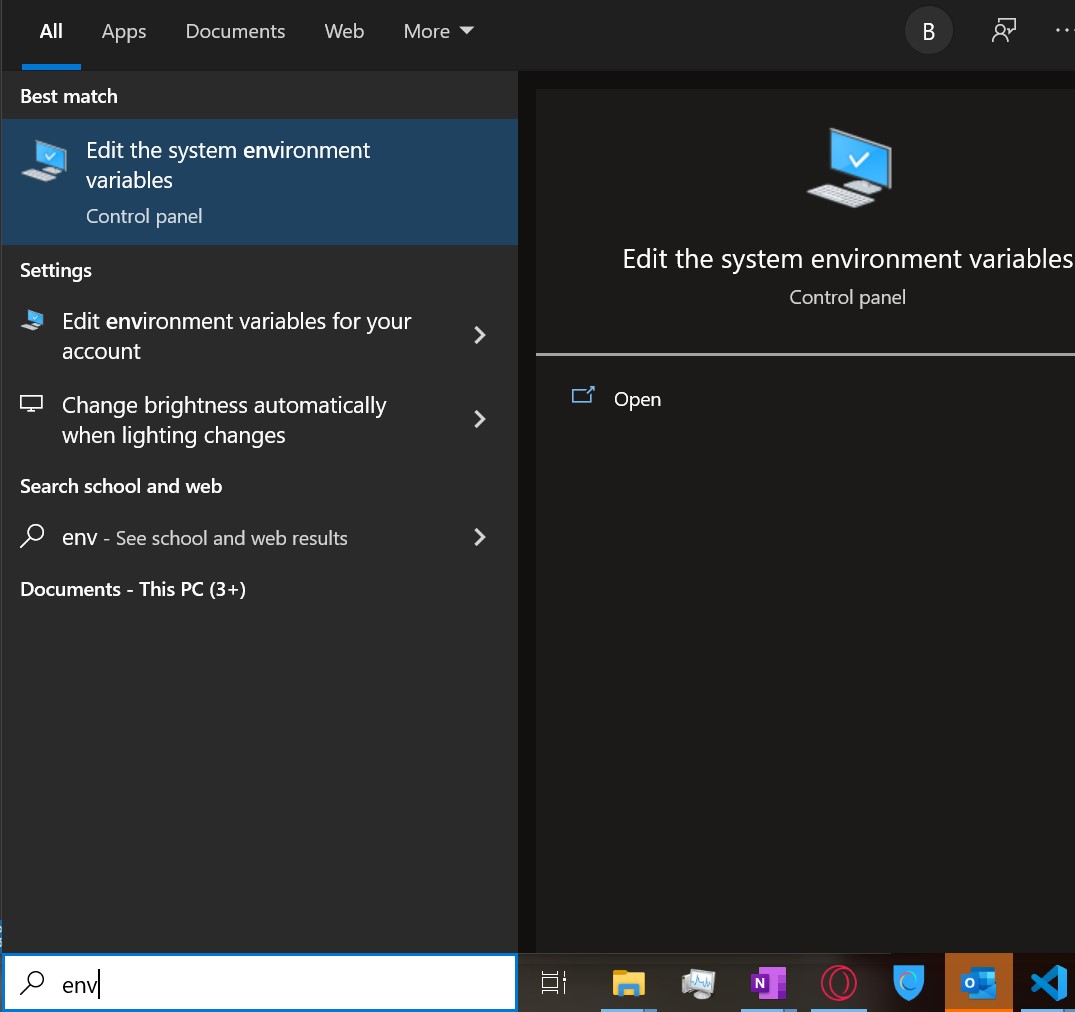 All Apps Documents Web More B
Best match
Edit the system environment
variables
Control panel
Settings
Edit environment variables for your
account
Change brightness automatically
when lighting changes
Search school and web
env - See school and web results
Documents - This PC (3+)
env
Edit the system environment variables
Control panel
Open
N
O